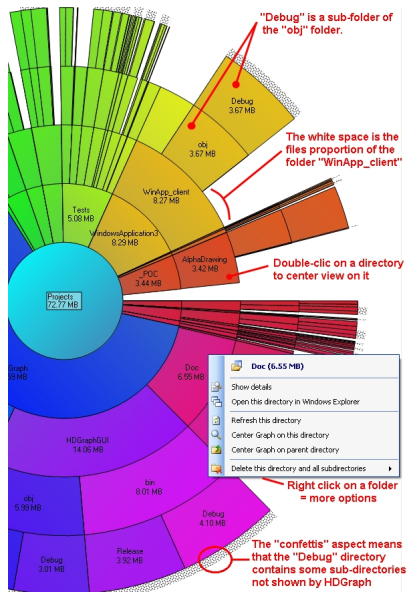 "Debug" is a sub-folder
of the "obj" folder.
Debug
3.67 MB
obj
3.67 MB
The white space is the
files proportion of the
folder "WinApp_client"
WinApp_client
8.27 MB
Tests
5.08 MB
WindowsApplication3
8.29 MB
AlphaDrawing
3.42 MB
_POC
3.44 MB
Double-clic on a directory
to center view on it
Projects
72.77 MB
Graph
59 MB
Doc
6.55 MB
Doc (6.55 MB)
Show details
Open this directory in Windows Explorer
Refresh this directory
Center Graph on this directory
Center Graph on parent directory
Delete this directory and all subdirectories
HDGraphGUI
14.06 MB
bin
8.01 MB
Right click on a folder
= more options
obj
5.99 MB
Debug
4.10 MB
Debug
3.01 MB
Release
3.92 MB
The "confettis" aspect means
that the "Debug" directory
contains some sub-directories
not shown by HDGraph